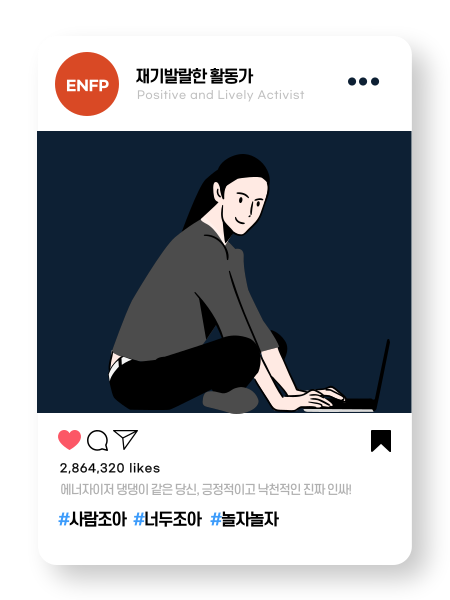 ENFP
재기발랄한 활동가
Positive and Lively Activist
2,864,320 likes
에너자이저 댕댕이 같은 당신, 긍정적이고 낙천적인 진짜 인싸!
#사람조아 #너두조아 #놀자놀자